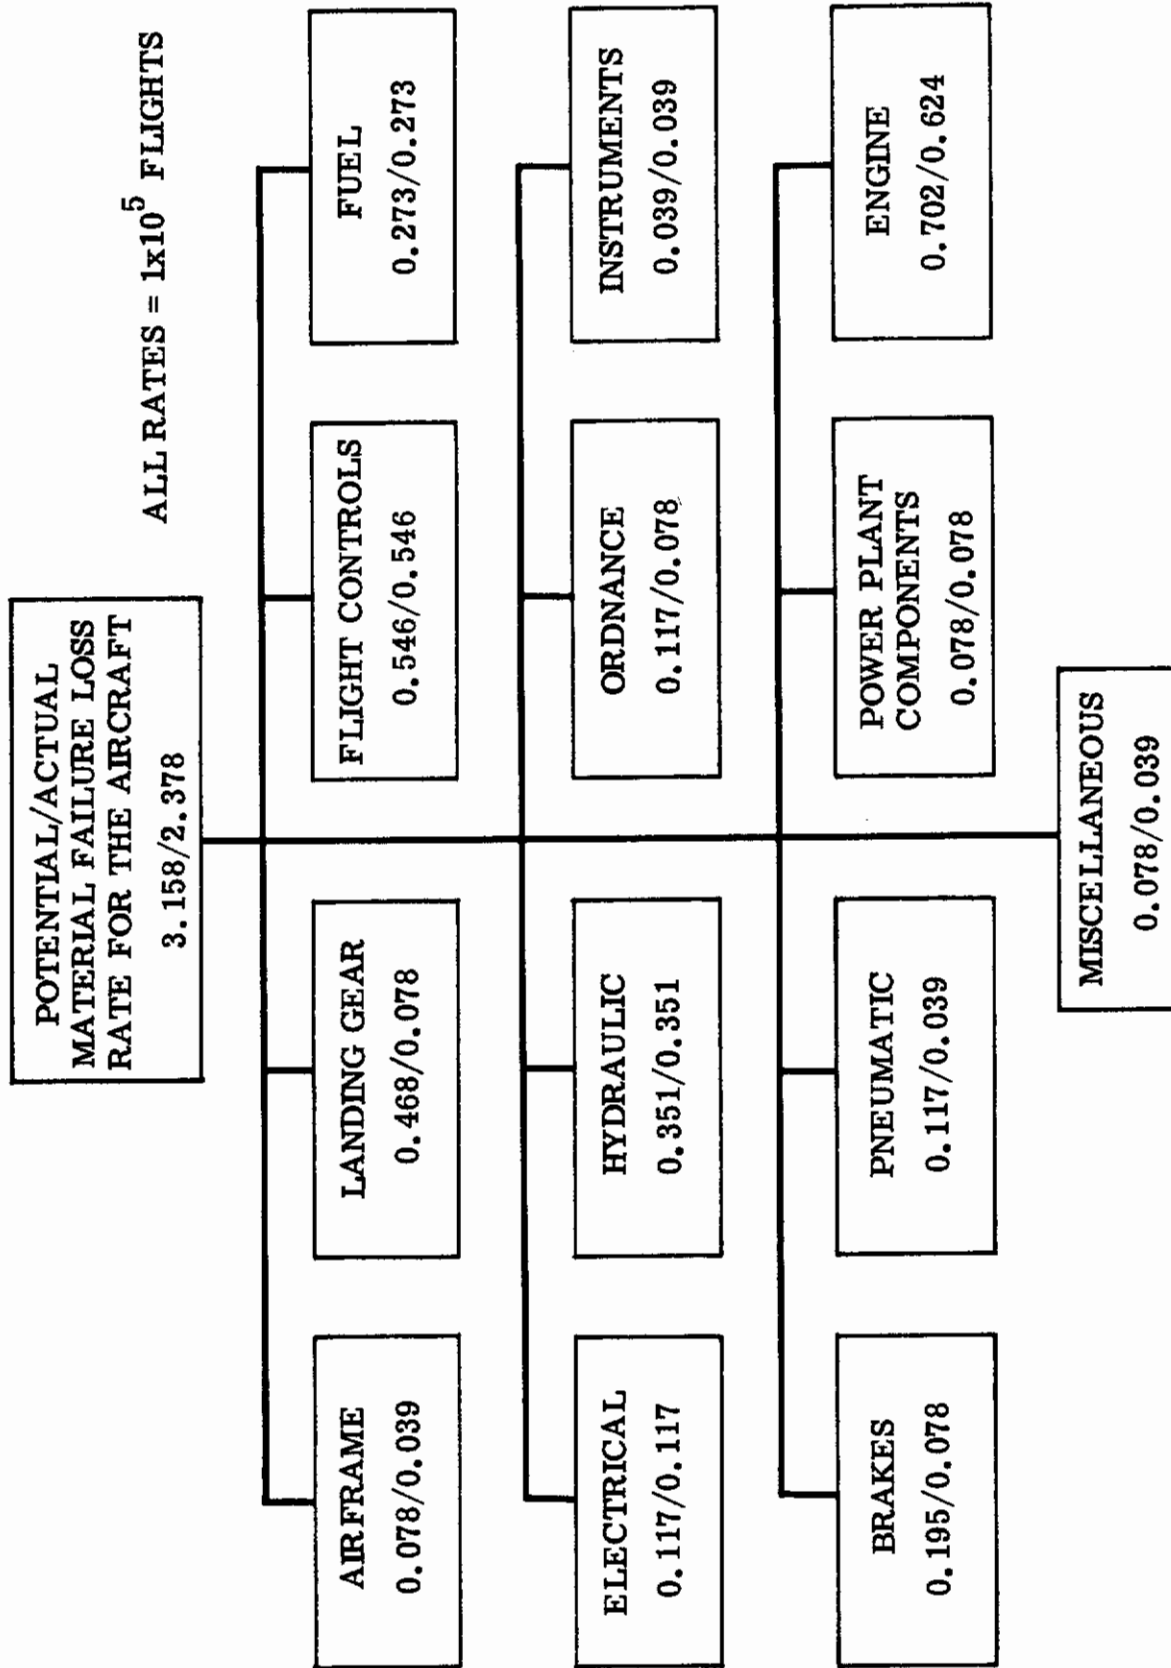 POTENTIAL/ACTUAL
MATERIAL FAILURE LOSS
RATE FOR THE AIRCRAFT
3.158/2.378
ALL RATES = 1x10⁵ FLIGHTS
AIRFRAME
0.078/0.039
LANDING GEAR
0.468/0.078
FLIGHT CONTROLS
0.546/0.546
FUEL
0.273/0.273
ELECTRICAL
0.117/0.117
HYDRAULIC
0.351/0.351
ORDNANCE
0.117/0.078
INSTRUMENTS
0.039/0.039
BRAKES
0.195/0.078
PNEUMATIC
0.117/0.039
POWER PLANT
COMPONENTS
0.078/0.078
ENGINE
0.702/0.624
MISCELLANEOUS
0.078/0.039